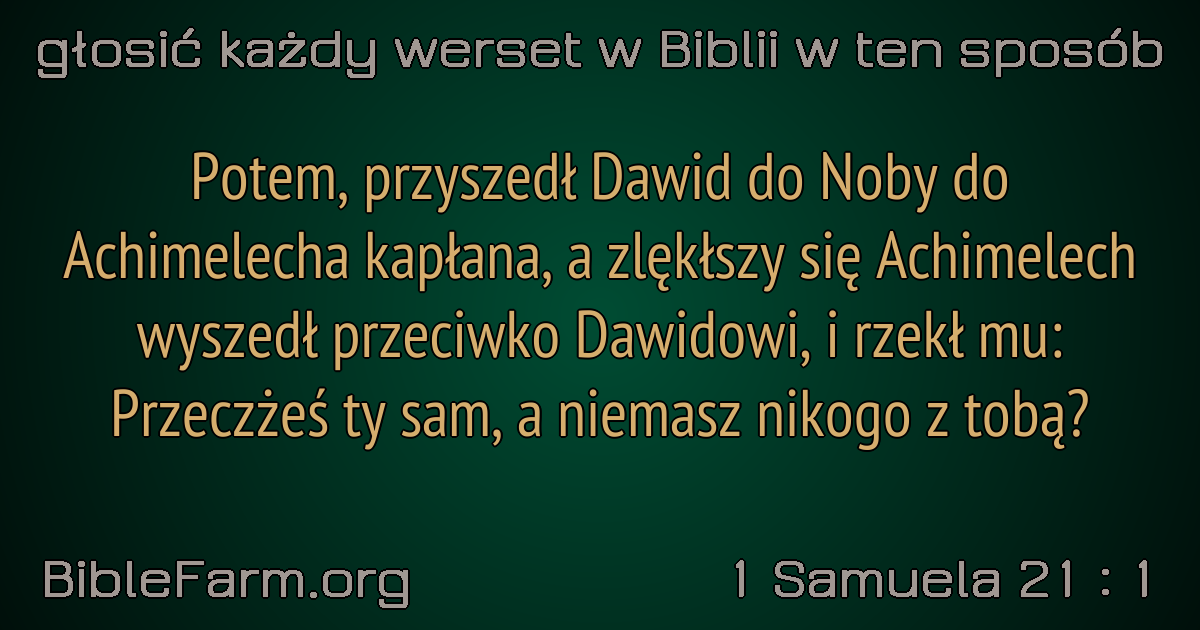 głosić każdy werset w Biblii w ten sposób
Potem, przyszedł Dawid do Noby do
Achimelecha kapłana, a zlękłszy się Achimelech
wyszedł przeciwko Dawidowi, i rzekł mu:
Przeczżeś ty sam, a niemasz nikogo z tobą?
BibleFarm.org
1 Samuela 21 : 1